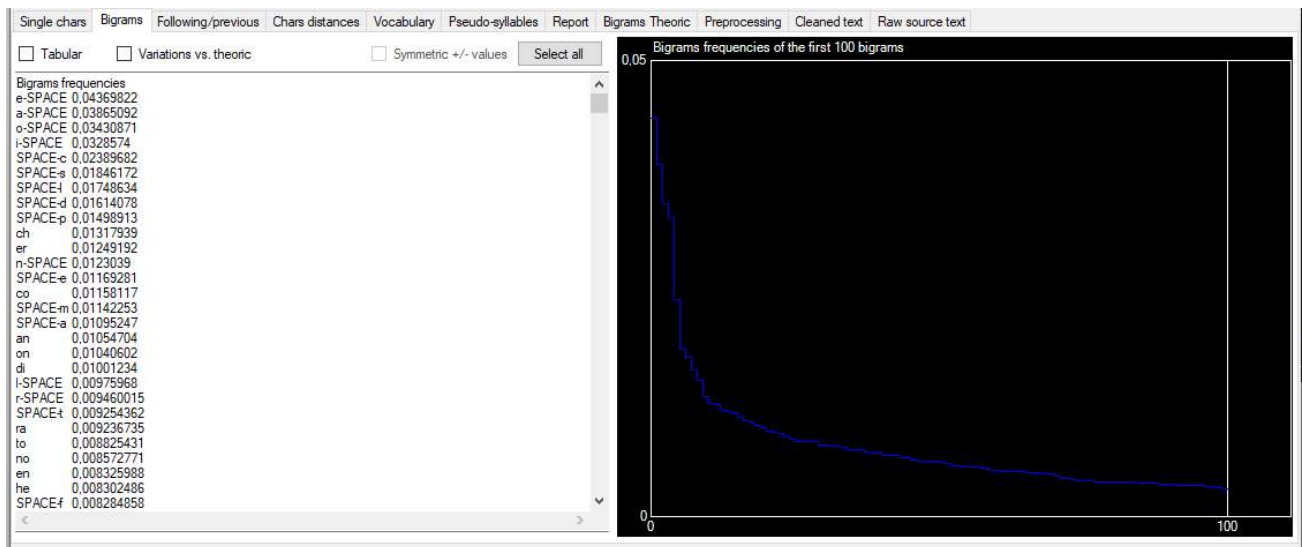 Single chars Bigrams Following/previous Chars distances Vocabulary Pseudo-syllables Report Bigrams Theoric Preprocessing Cleaned text Raw source text
Tabular Variations vs. theoric Symmetric +/- values Select all
Bigrams frequencies
e-SPACE 0,04369822
a-SPACE 0,03865092
o-SPACE 0,03430871
i-SPACE 0,0328574
SPACE-c 0,02389682
SPACE-s 0,01846172
SPACE-l 0,01748634
SPACE-d 0,01614078
SPACE-p 0,01498913
ch 0,01317939
er 0,01249192
n-SPACE 0,0123039
SPACE-e 0,01169281
co 0,01158117
SPACE-m 0,01142253
SPACE-a 0,01095247
an 0,01054704
on 0,01040602
di 0,01001234
l-SPACE 0,00975968
r-SPACE 0,009460015
SPACE-t 0,009254362
ra 0,009236735
to 0,008825431
no 0,008572771
en 0,008325988
he 0,008302486
SPACE-f 0,008284858
Bigrams frequencies of the first 100 bigrams
0,05
0
0 100